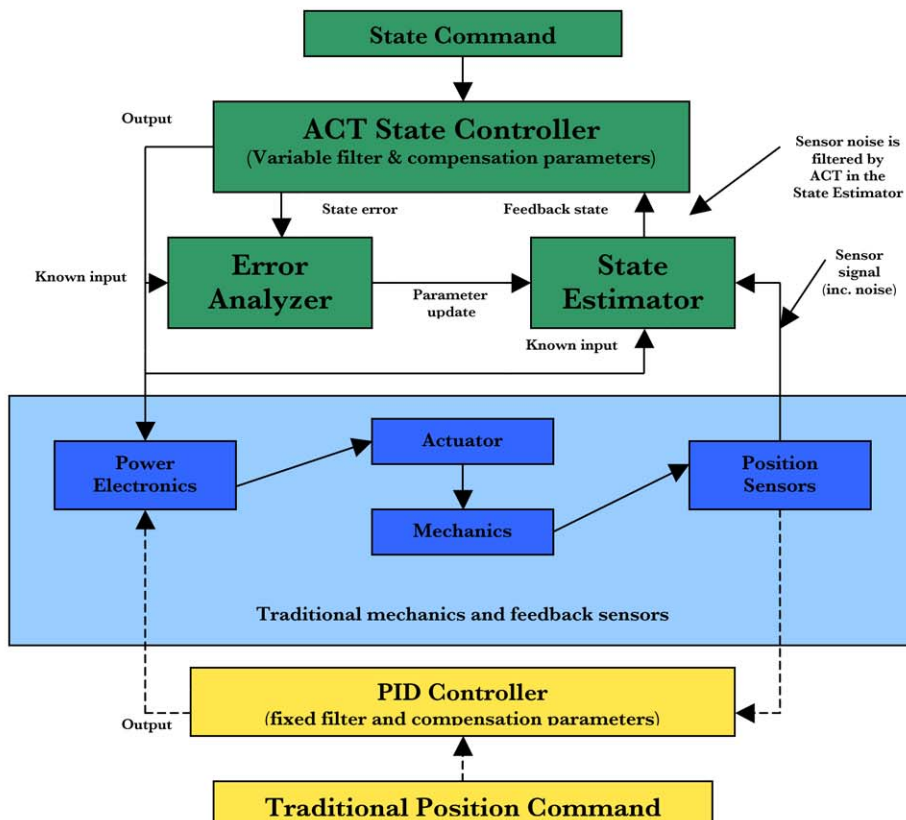 State Command
Output
ACT State Controller
(Variable filter & compensation parameters)
Sensor noise is
filtered by
ACT in the
State Estimator
State error
Feedback state
Known input
Error
Analyzer
Parameter
update
State
Estimator
Sensor
signal
(inc. noise)
Known input
Power
Electronics
Actuator
Mechanics
Position
Sensors
Traditional mechanics and feedback sensors
PID Controller
(fixed filter and compensation parameters)
Output
Traditional Position Command